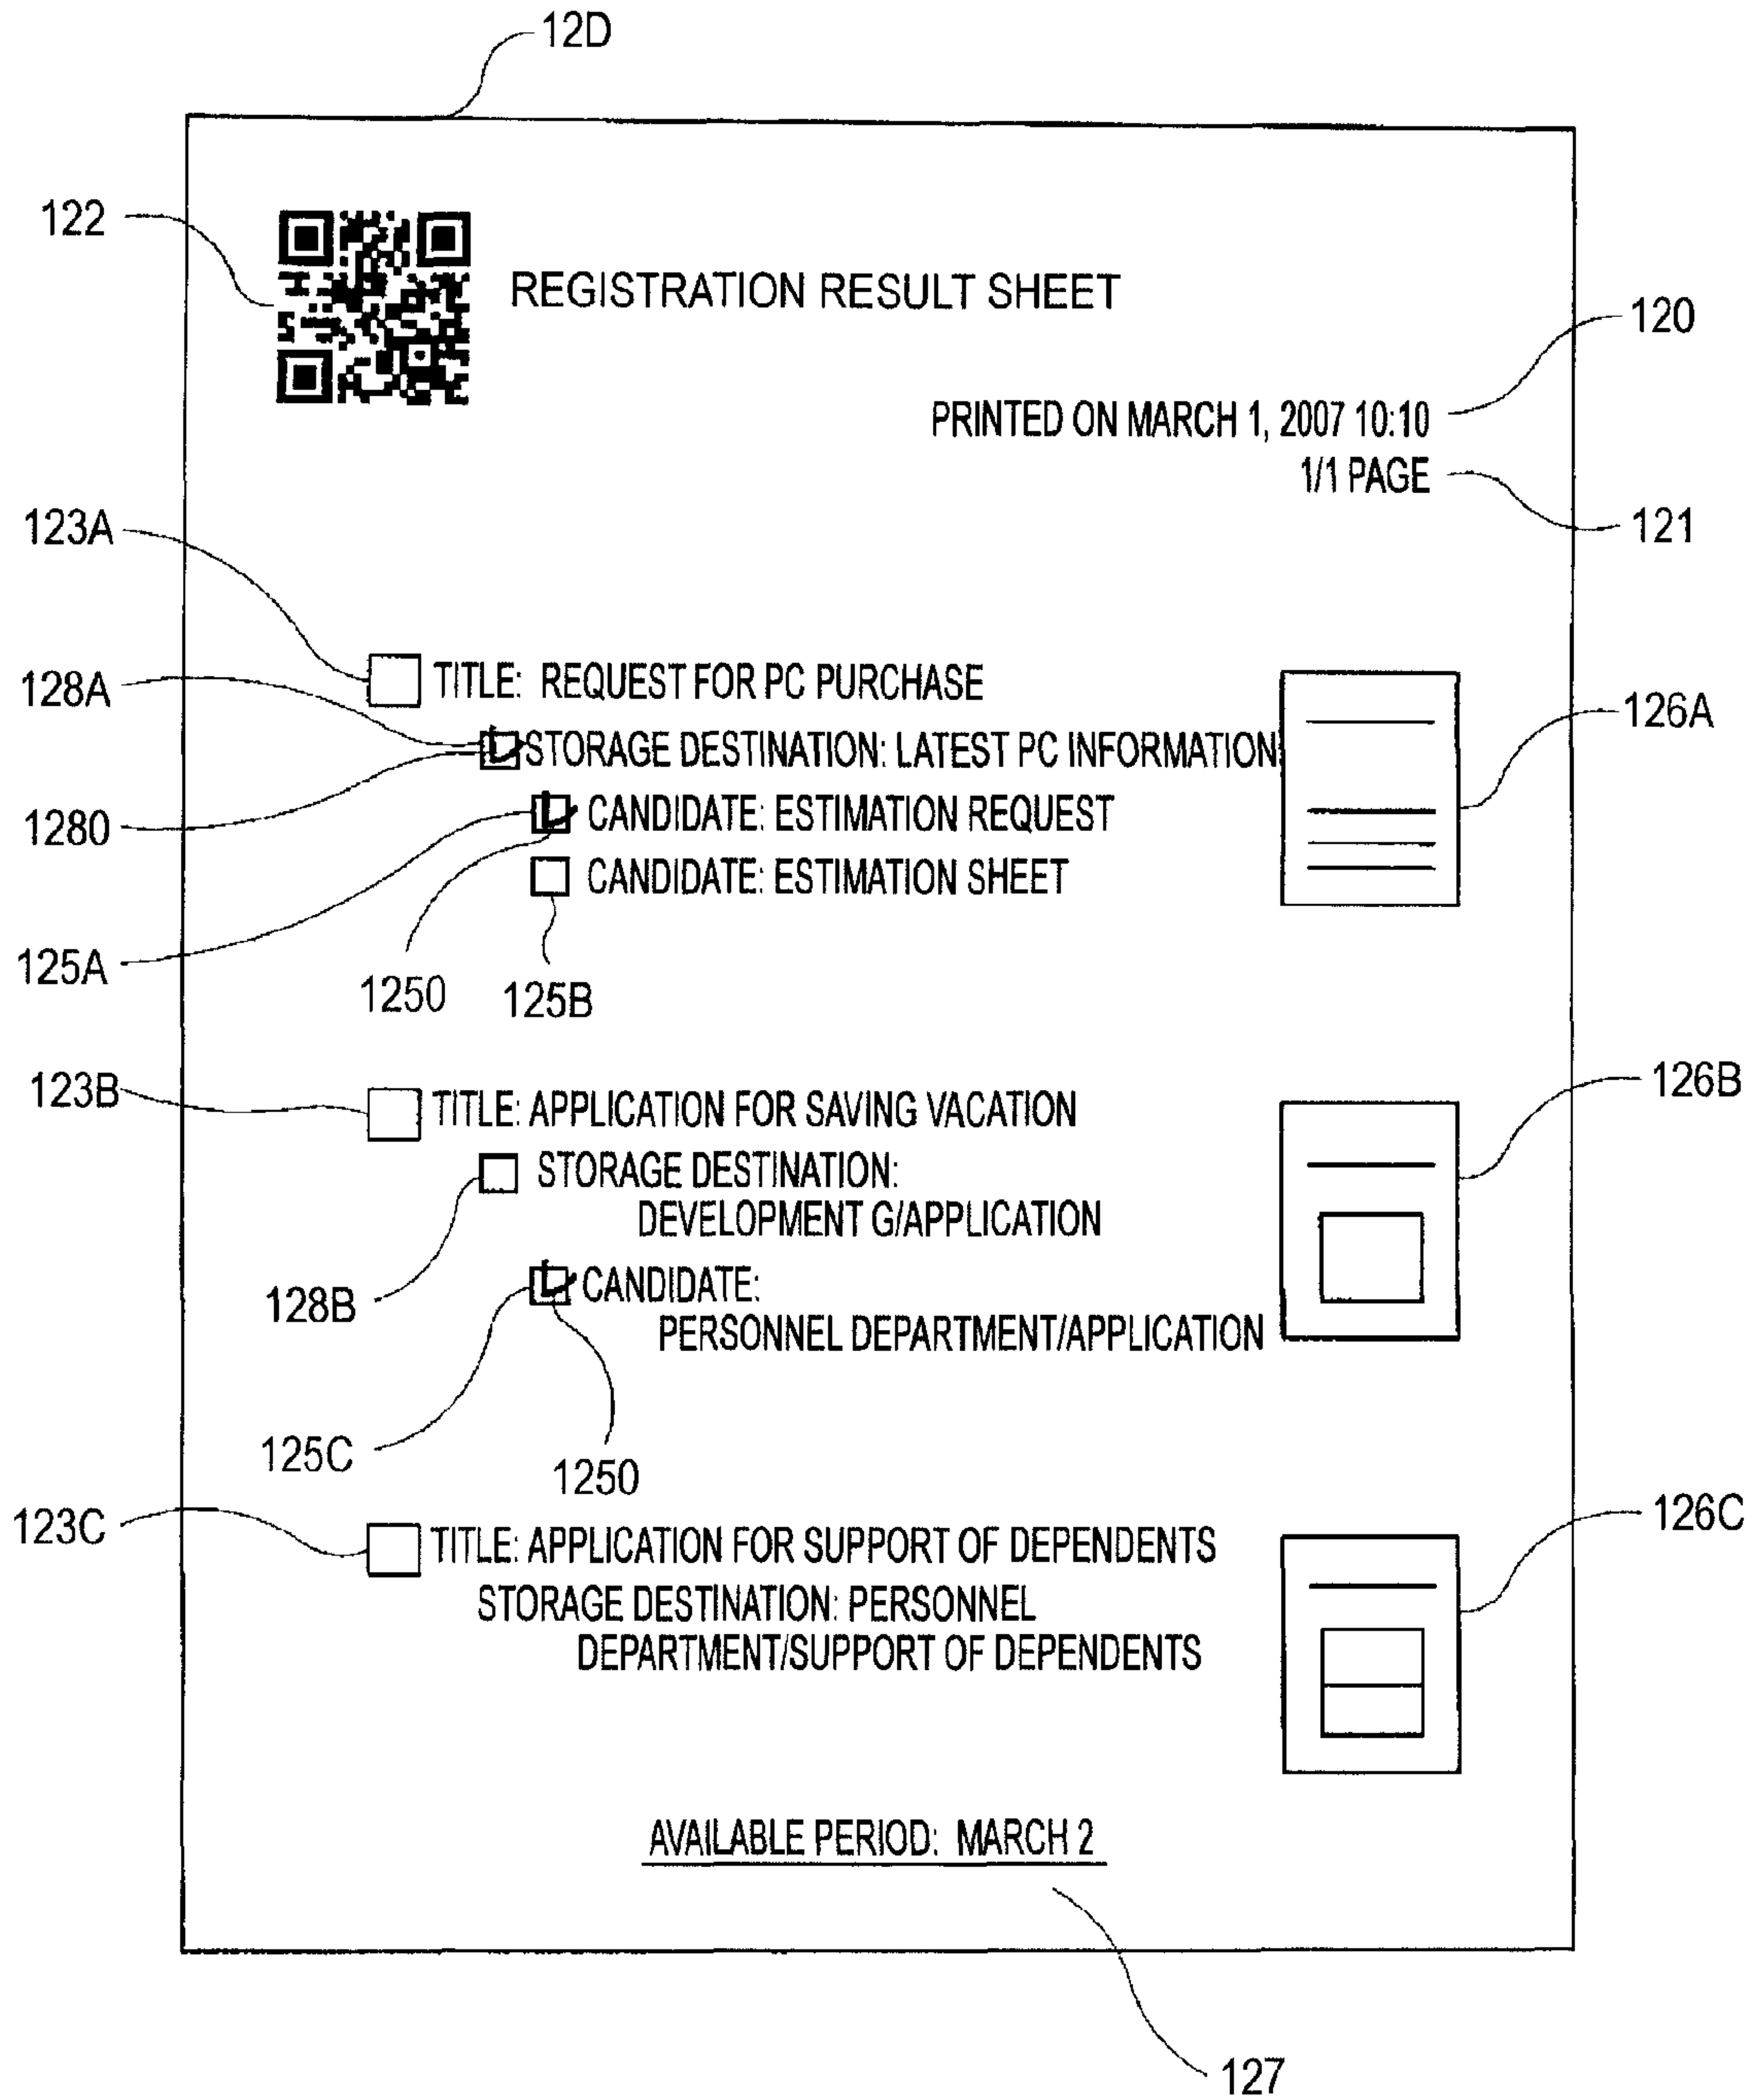 12D
122
REGISTRATION RESULT SHEET
120
PRINTED ON MARCH 1, 2007 10:10
1/1 PAGE
121
123A
TITLE: REQUEST FOR PC PURCHASE
128A
126A
STORAGE DESTINATION: LATEST PC INFORMATION
1280
CANDIDATE: ESTIMATION REQUEST
CANDIDATE: ESTIMATION SHEET
125A
1250
125B
123B
TITLE: APPLICATION FOR SAVING VACATION
126B
STORAGE DESTINATION:
DEVELOPMENT G/APPLICATION
128B
CANDIDATE:
PERSONNEL DEPARTMENT/APPLICATION
125C
1250
123C
TITLE: APPLICATION FOR SUPPORT OF DEPENDENTS
126C
STORAGE DESTINATION: PERSONNEL
DEPARTMENT/SUPPORT OF DEPENDENTS
AVAILABLE PERIOD: MARCH 2
127